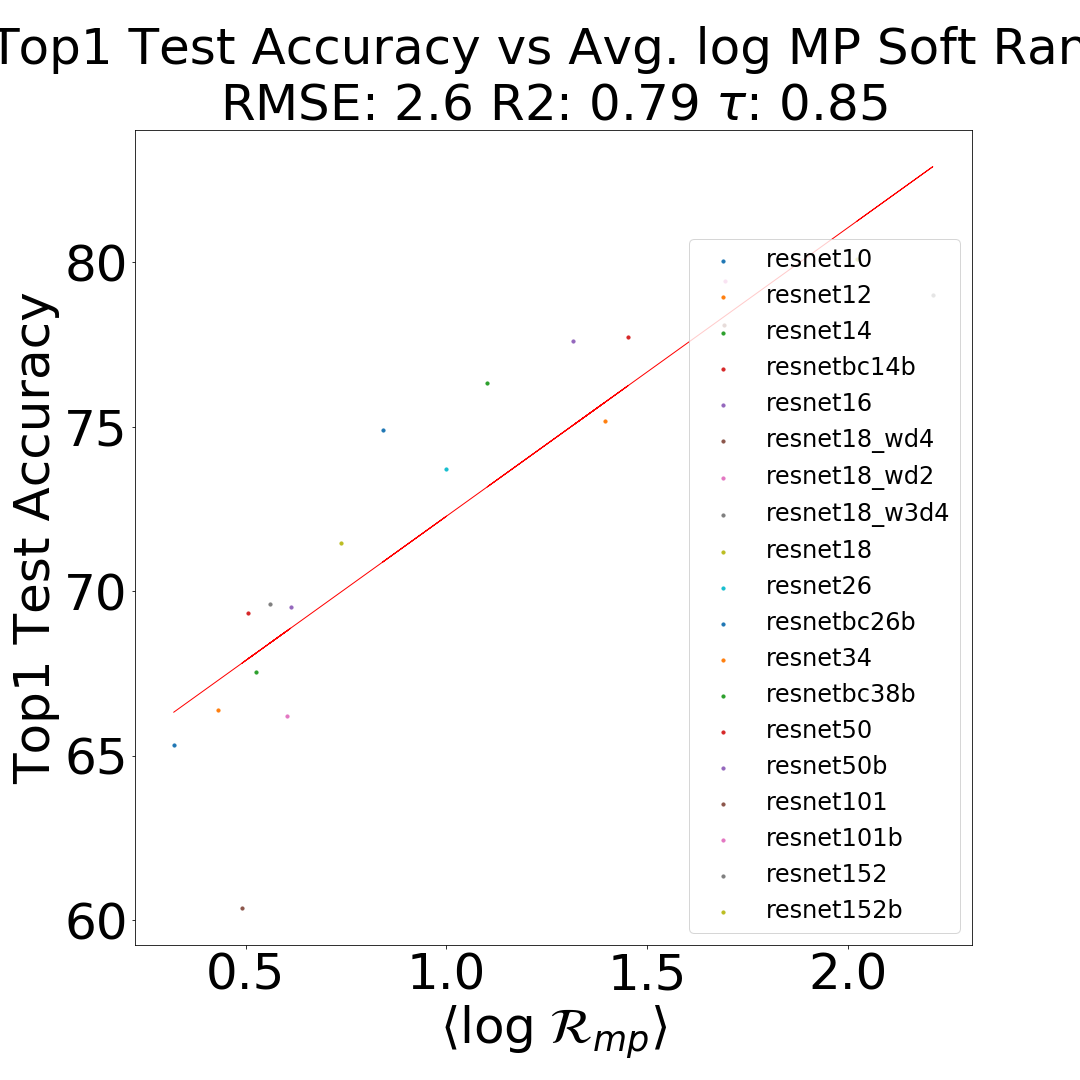 Top1 Test Accuracy vs Avg. log MP Soft Ran
RMSE: 2.6 R2: 0.79 τ: 0.85
Top1 Test Accuracy
80
75
70
65
60
0.5 1.0 1.5 2.0
⟨log ℛmp⟩
resnet10
resnet12
resnet14
resnetbc14b
resnet16
resnet18_wd4
resnet18_wd2
resnet18_w3d4
resnet18
resnet26
resnetbc26b
resnet34
resnetbc38b
resnet50
resnet50b
resnet101
resnet101b
resnet152
resnet152b